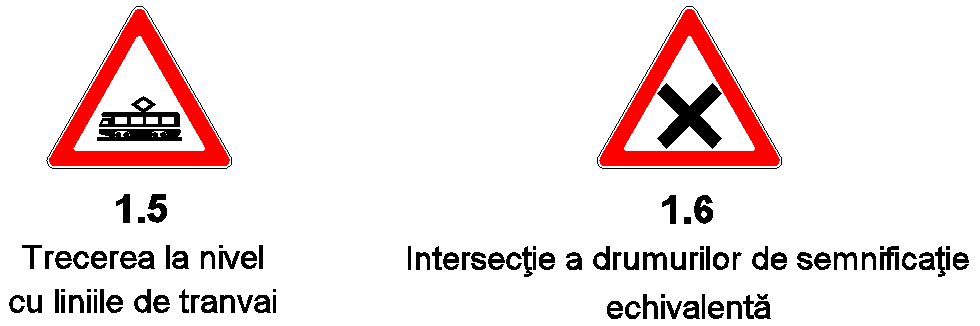 1.5
Trecerea la nivel
cu liniile de tranvai
1.6
Intersecţie a drumurilor de semnificaţie
echivalentă